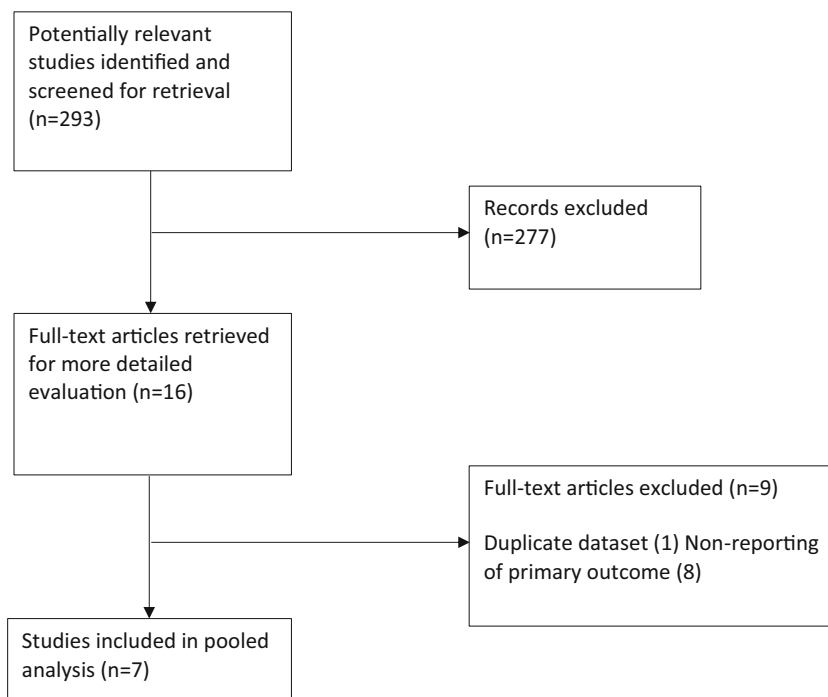 Potentially relevant
studies identified and
screened for retrieval
(n=293)
Records excluded
(n=277)
Full-text articles retrieved
for more detailed
evaluation (n=16)
Full-text articles excluded (n=9)
Duplicate dataset (1) Non-reporting
of primary outcome (8)
Studies included in pooled
analysis (n=7)